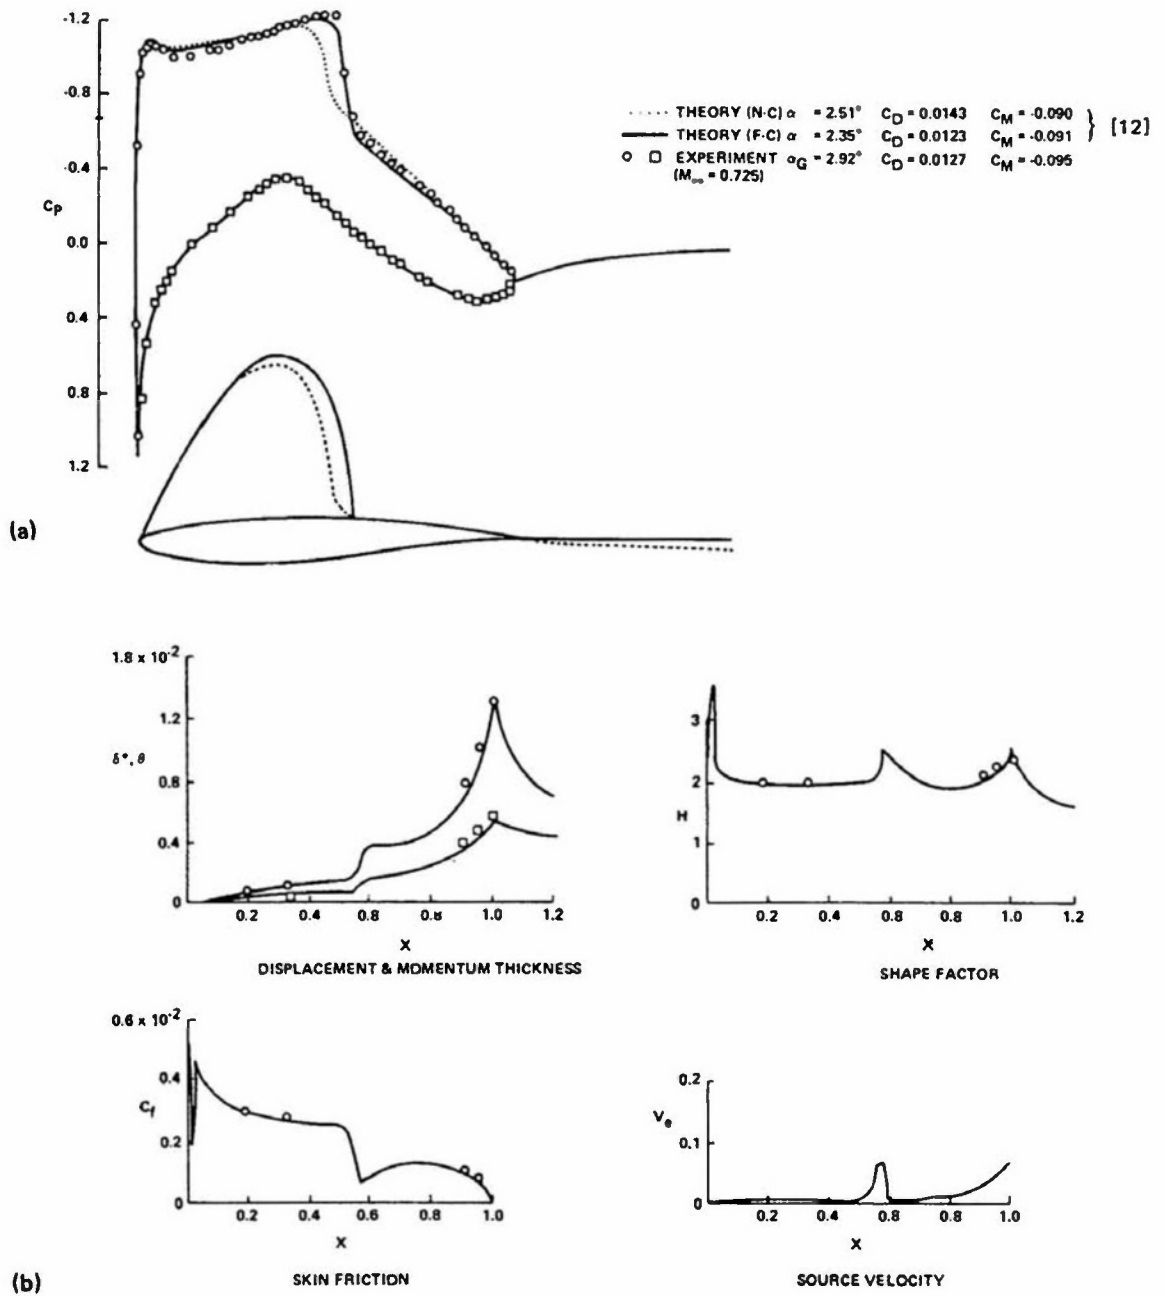 -1.2
-0.8
-0.4
Cp
0.0
0.4
0.8
1.2
(a)
THEORY (N-C) α = 2.51° CD = 0.0143 CM = -0.090
THEORY (F-C) α = 2.35° CD = 0.0123 CM = -0.091
[12]
EXPERIMENT αG = 2.92° CD = 0.0127 CM = -0.095
(M∞ = 0.725)
1.8 x 10-2
1.2
δ*, θ
0.8
0.4
0
0.2 0.4 0.6 0.8 1.0 1.2
X
DISPLACEMENT & MOMENTUM THICKNESS
3
2
H
1
0
0.2 0.4 0.6 0.8 1.0 1.2
X
SHAPE FACTOR
0.6 x 10-2
0.4
Cf
0.2
0
0.2 0.4 0.6 0.8 1.0
X
SKIN FRICTION
0.2
Ve
0.1
0
0.2 0.4 0.6 0.8 1.0
X
SOURCE VELOCITY
(b)